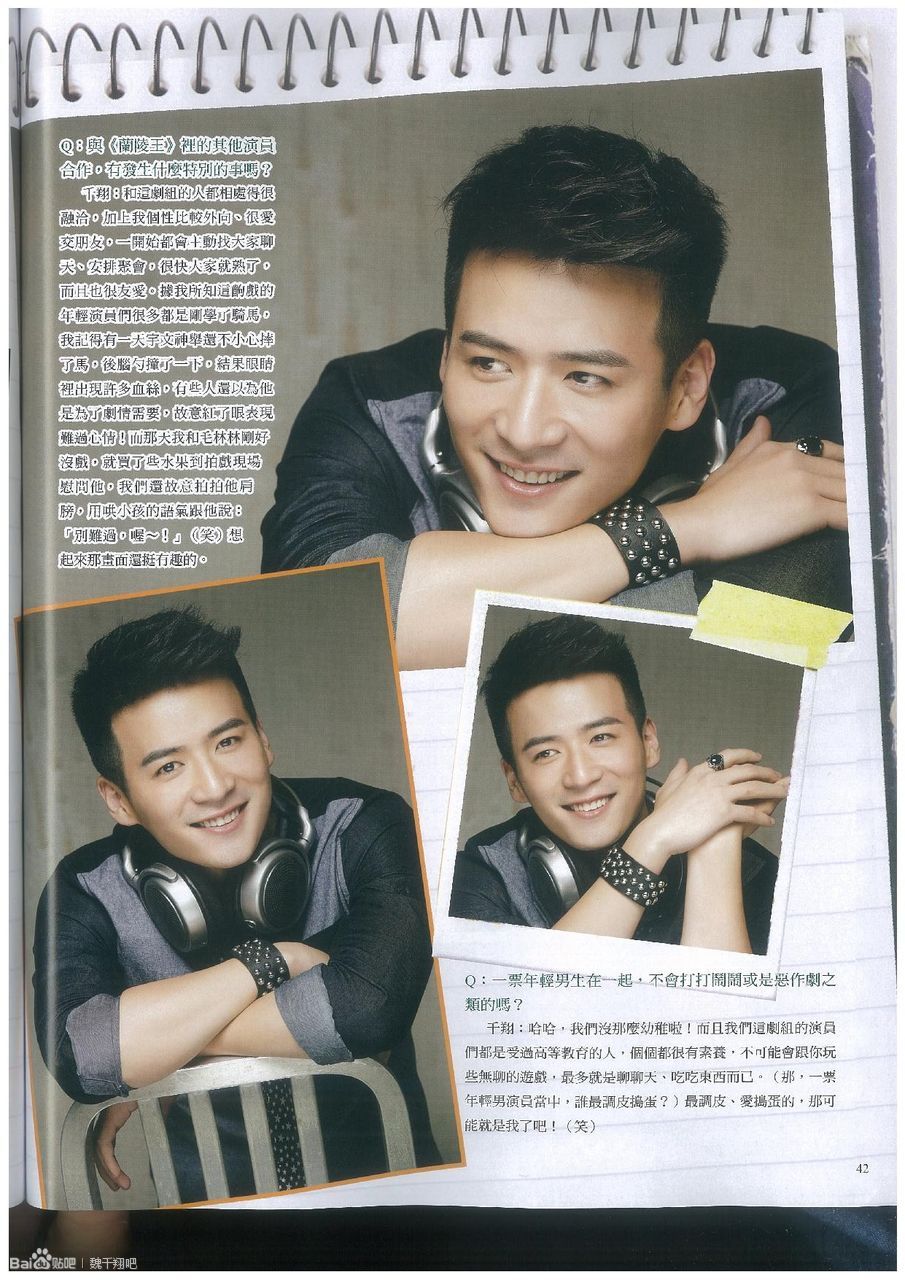 Q：與《蘭陵王》裡的其他演員
合作，有發生什麼特別的事嗎？
千翔：和這劇組的人都相處得很
融洽，加上我個性比較外向、很愛
交朋友，一開始都會主動找大家聊
天、安排聚會，很快大家就熟了，
而且也很友愛。據我所知這齣戲的
年輕演員們很多都是剛學了騎馬，
我記得有一天宇文神舉還不小心摔
了馬，後腦勺撞了一下，結果眼睛
裡出現許多血絲，有些人還以為他
是為了劇情需要，故意紅了眼表現
難過心情！而那天我和毛林林剛好
沒戲，就買了些水果到拍戲現場
慰問他，我們還故意拍拍他肩
膀，用哄小孩的語氣跟他說：
「別難過，喔～！」（笑）想
起來那畫面還挺有趣的。
Q：一票年輕男生在一起，不會打打鬧鬧或是惡作劇之
類的嗎？
千翔：哈哈，我們沒那麼幼稚啦！而且我們這劇組的演員
們都是受過高等教育的人，個個都很有素養，不可能會跟你玩
些無聊的遊戲，最多就是聊聊天、吃吃東西而已。（那，一票
年輕男演員當中，誰最調皮搗蛋？）最調皮、愛搗蛋的，那可
能就是我了吧！（笑）
42
Bai 贴吧 | 魏千翔吧